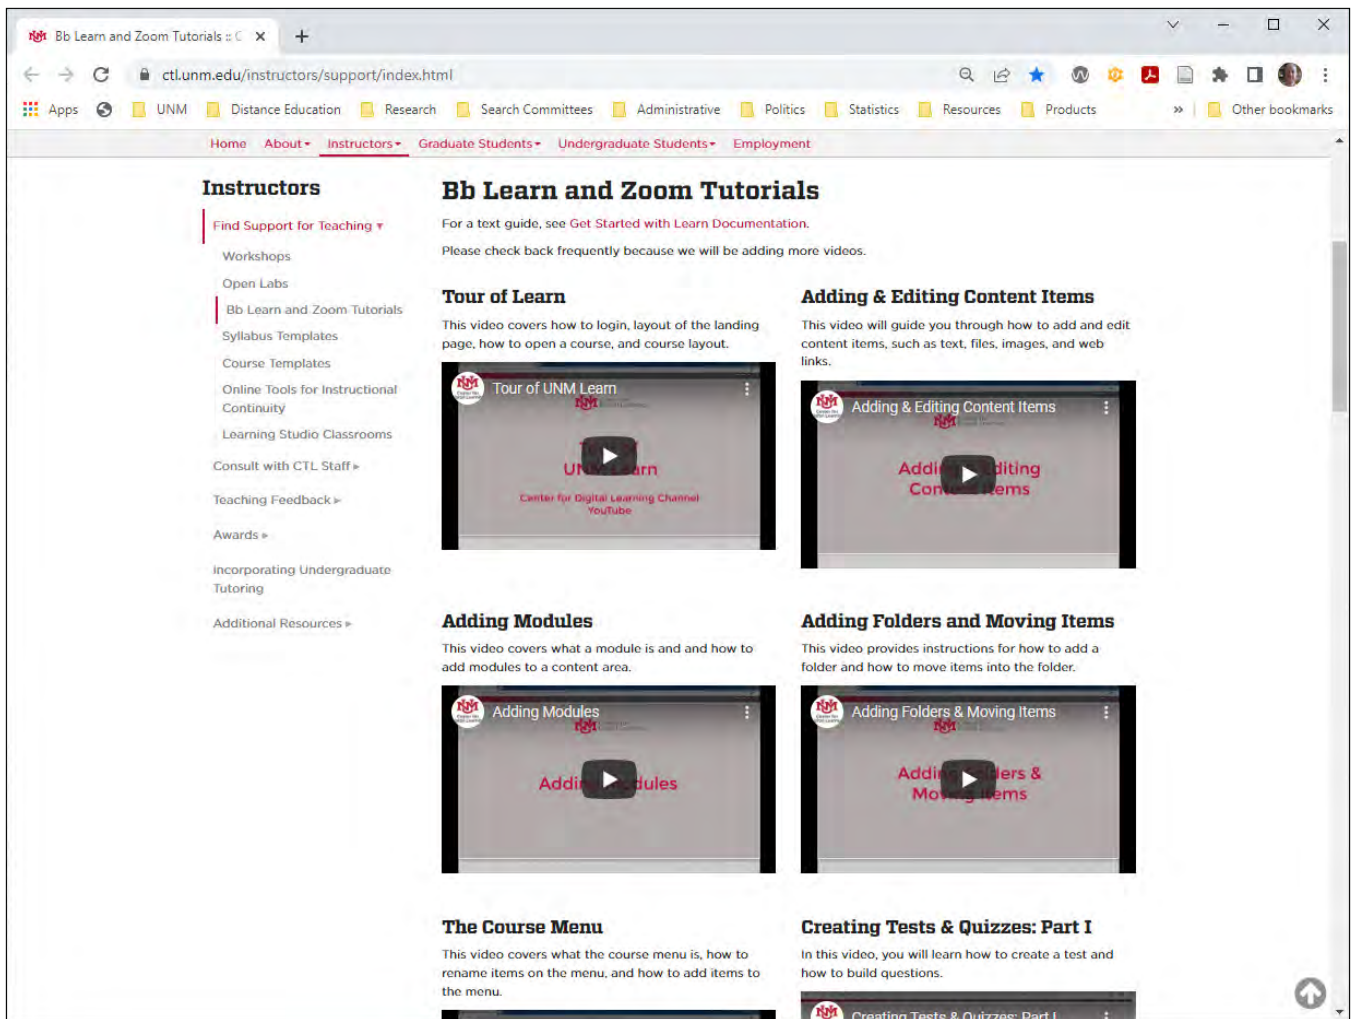 Bb Learn and Zoom Tutorials :: C
ctl.unm.edu/instructors/support/index.html
Apps UNM Distance Education Research Search Committees Administrative Politics Statistics Resources Products » Other bookmarks
Home About Instructors Graduate Students Undergraduate Students Employment
Instructors
Find Support for Teaching
Workshops
Open Labs
Bb Learn and Zoom Tutorials
Syllabus Templates
Course Templates
Online Tools for Instructional
Continuity
Learning Studio Classrooms
Consult with CTL Staff
Teaching Feedback
Awards
Incorporating Undergraduate
Tutoring
Additional Resources
Bb Learn and Zoom Tutorials
For a text guide, see Get Started with Learn Documentation.
Please check back frequently because we will be adding more videos.
Tour of Learn
This video covers how to login, layout of the landing
page, how to open a course, and course layout.
Tour of UNM Learn
Center for Digital Learning Channel
YouTube
Adding & Editing Content Items
This video will guide you through how to add and edit
content items, such as text, files, images, and web
links.
Adding & Editing Content Items
Adding Modules
This video covers what a module is and and how to
add modules to a content area.
Adding Modules
Adding Folders and Moving Items
This video provides instructions for how to add a
folder and how to move items into the folder.
Adding Folders & Moving Items
The Course Menu
This video covers what the course menu is, how to
rename items on the menu, and how to add items to
the menu.
Creating Tests & Quizzes: Part I
In this video, you will learn how to create a test and
how to build questions.
Creating Tests & Quizzes: Part I